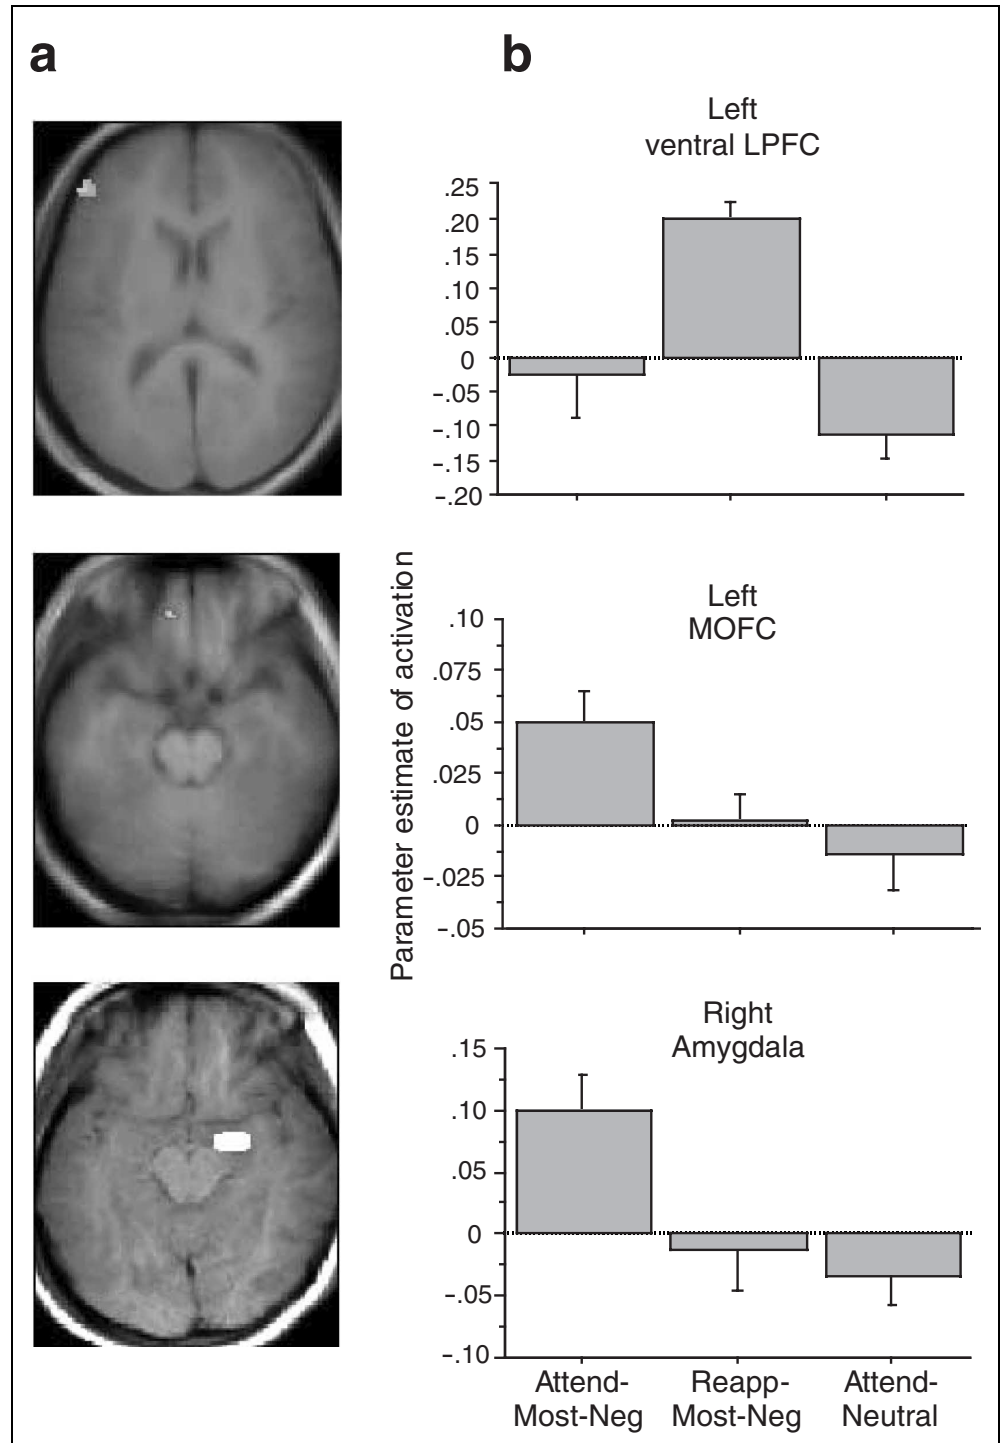 a
b
Left
ventral LPFC
.25
.20
.15
.10
.05
0
-.05
-.10
-.15
-.20
Parameter estimate of activation
Left
MOFC
.10
.075
.05
.025
0
-.025
-.05
Right
Amygdala
.15
.10
.05
0
-.05
-.10
Attend-
Most-Neg
Reapp-
Most-Neg
Attend-
Neutral